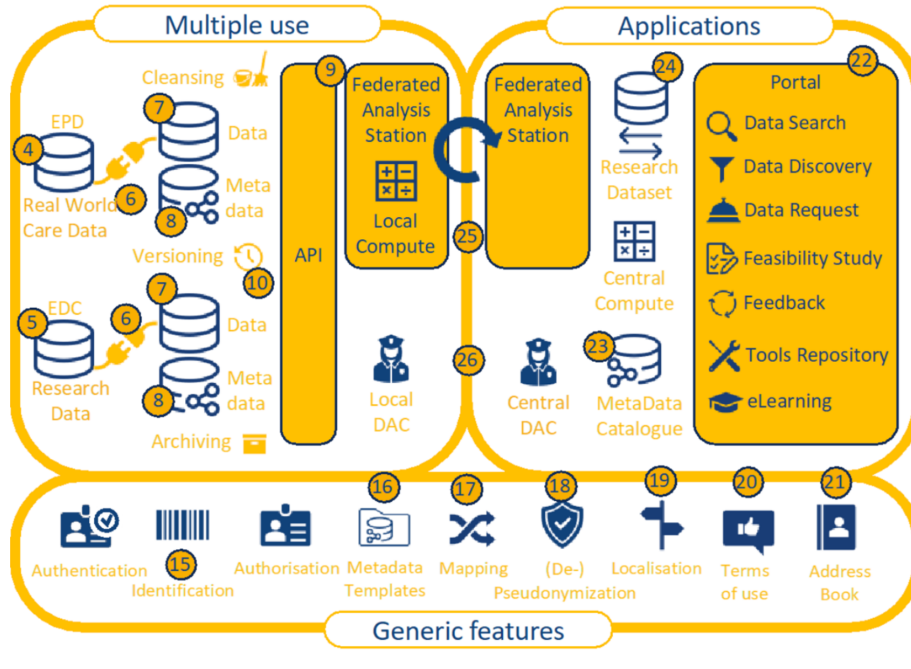 Multiple use
Applications
Cleansing
9
22
24
Federated
Analysis
Station
Federated
Analysis
Station
Portal
7
EPD
4
Data
Data Search
Research
Dataset
Data Discovery
6
Meta
data
Real World
Care Data
8
Local
Compute
Data Request
25
Versioning
10
API
Central
Compute
Feasibility Study
7
EDC
5
6
Data
Feedback
23
26
Research
Data
Meta
data
8
Local
DAC
Central
DAC
MetaData
Catalogue
Tools Repository
eLearning
Archiving
16
17
18
19
20
21
15
Authentication
Identification
Authorisation
Metadata
Templates
Mapping
(De-)
Pseudonymization
Localisation
Terms
of use
Address
Book
Generic features